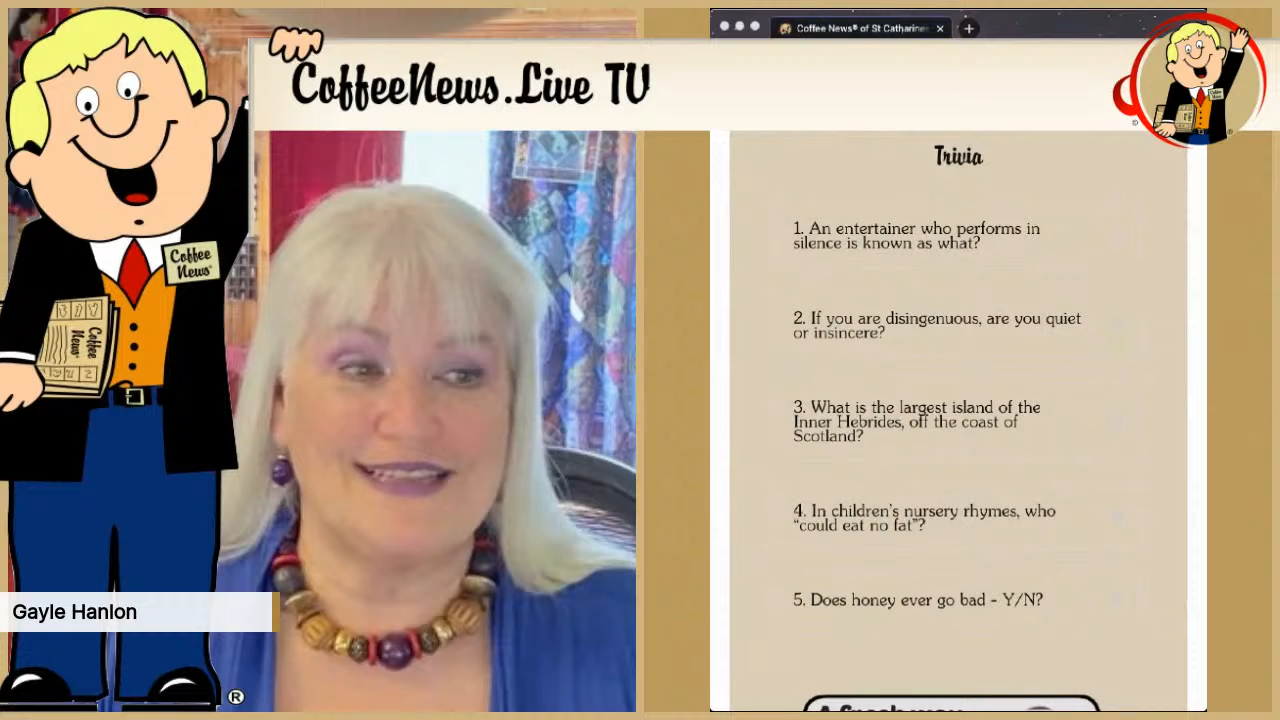 Coffee News® of St Catharines
CoffeeNews.Live TV
Coffee
News
Coffee
News
Trivia
1. An entertainer who performs in
silence is known as what?
2. If you are disingenuous, are you quiet
or insincere?
3. What is the largest island of the
Inner Hebrides, off the coast of
Scotland?
4. In children's nursery rhymes, who
"could eat no fat"?
5. Does honey ever go bad - Y/N?
Gayle Hanlon
®